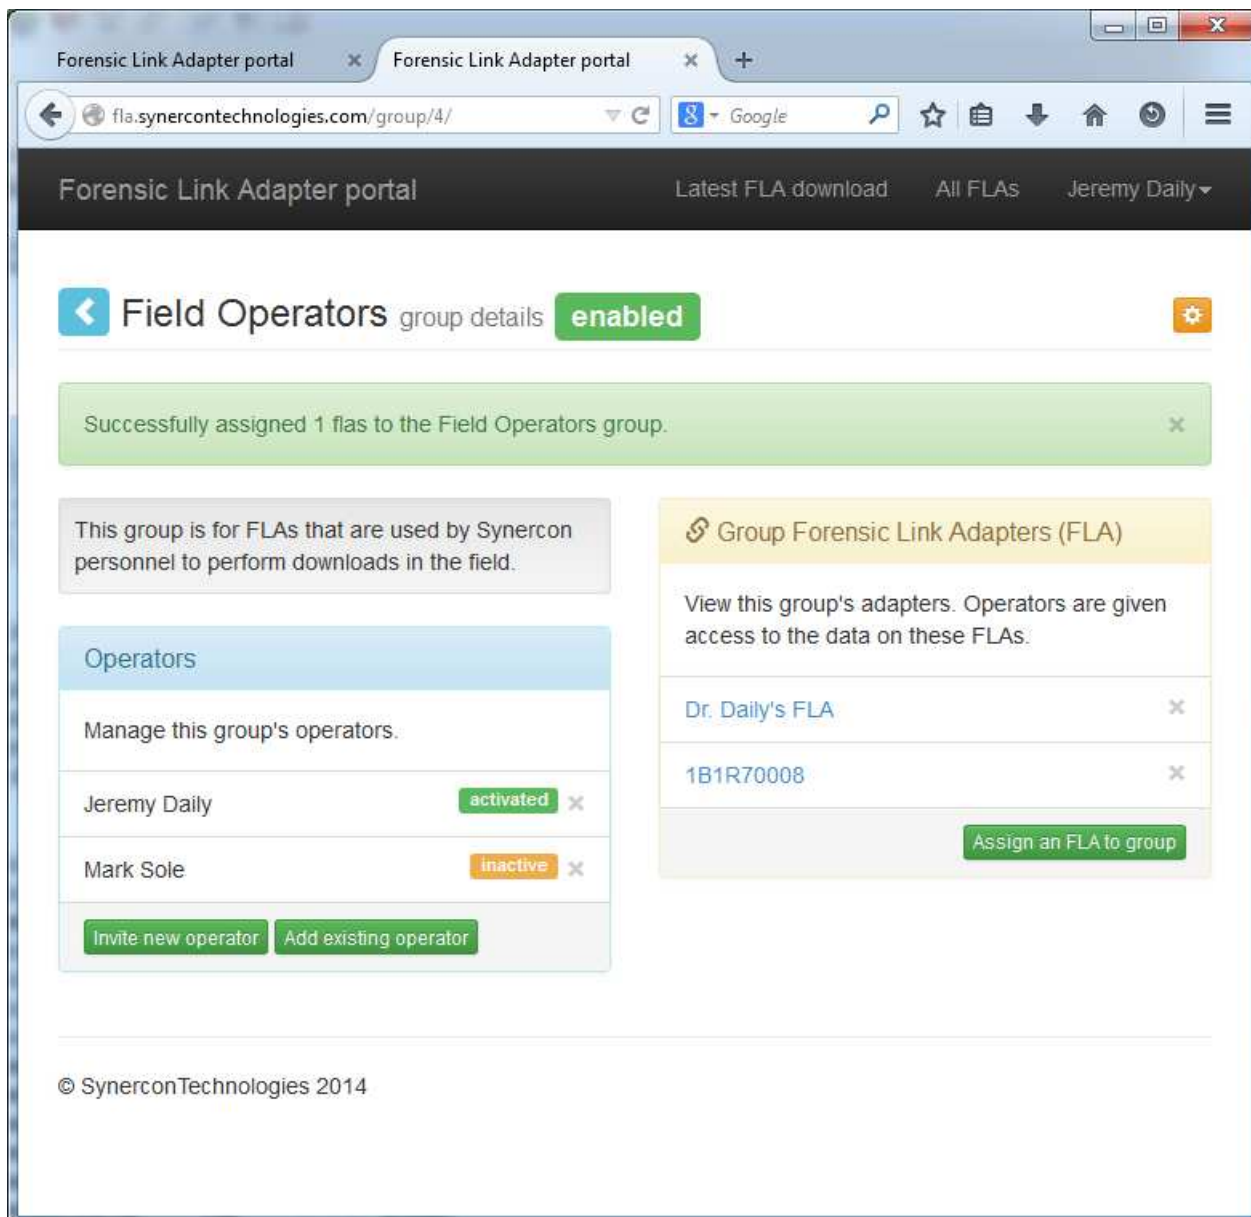 Forensic Link Adapter portal
Forensic Link Adapter portal
fla.synercontechnologies.com/group/4/
8
Google
Forensic Link Adapter portal
Latest FLA download
All FLAs
Jeremy Daily
Field Operators group details enabled
Successfully assigned 1 flas to the Field Operators group.
This group is for FLAs that are used by Synercon
personnel to perform downloads in the field.
Operators
Manage this group's operators.
Jeremy Daily activated
Mark Sole inactive
Invite new operator
Add existing operator
Group Forensic Link Adapters (FLA)
View this group's adapters. Operators are given
access to the data on these FLAs.
Dr. Daily's FLA
1B1R70008
Assign an FLA to group
© SynerconTechnologies 2014